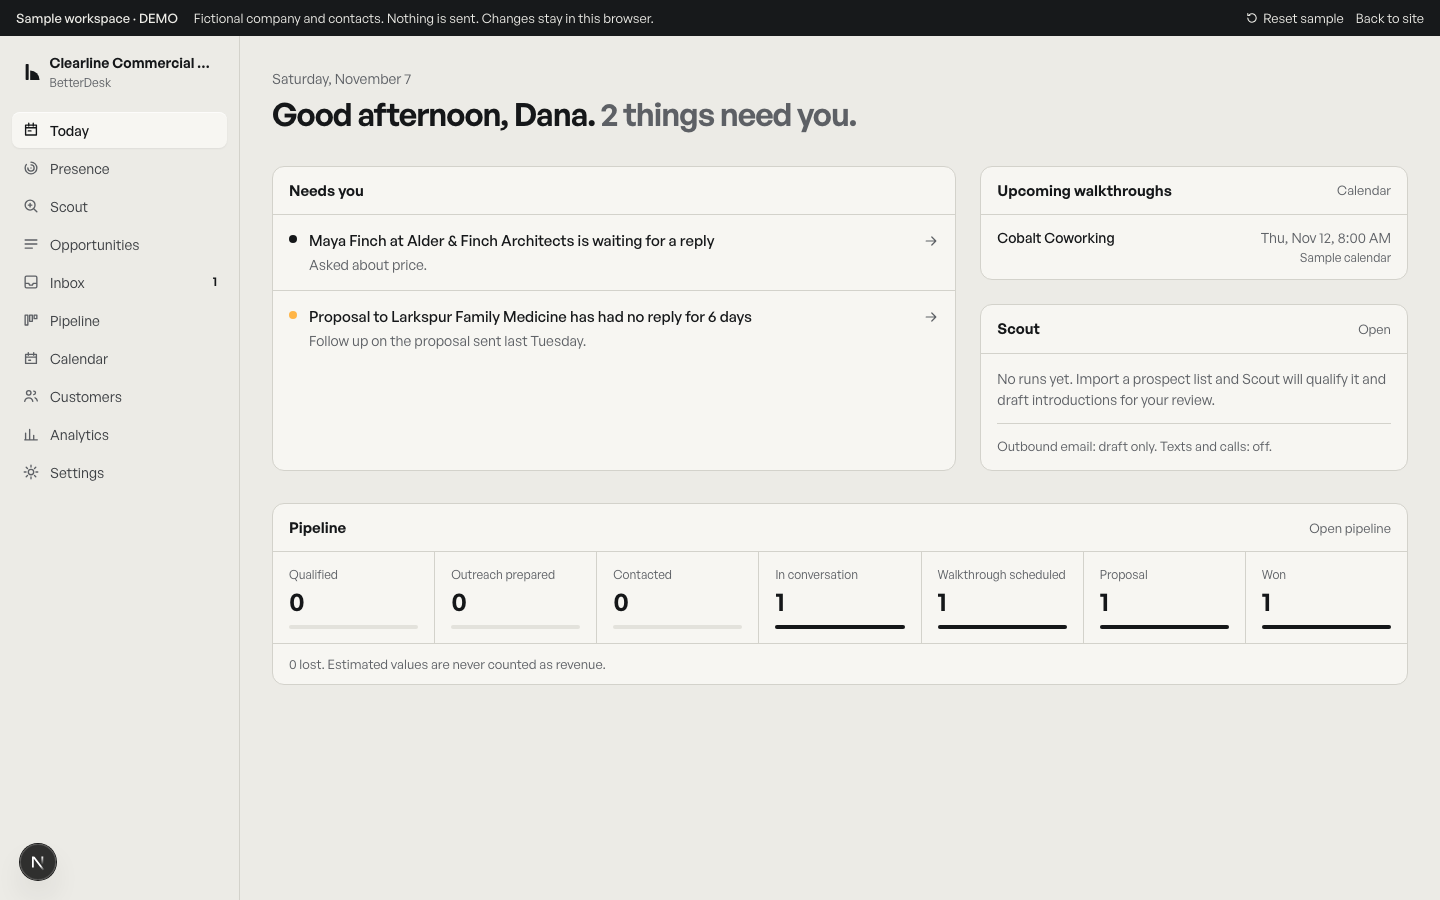 Sample workspace · DEMO
Fictional company and contacts. Nothing is sent. Changes stay in this browser.
Reset sample
Back to site
Clearline Commercial ...
BetterDesk
Today
Presence
Scout
Opportunities
Inbox 1
Pipeline
Calendar
Customers
Analytics
Settings
N
Saturday, November 7
Good afternoon, Dana. 2 things need you.
Needs you
Maya Finch at Alder & Finch Architects is waiting for a reply
Asked about price.
Proposal to Larkspur Family Medicine has had no reply for 6 days
Follow up on the proposal sent last Tuesday.
Upcoming walkthroughs Calendar
Cobalt Coworking Thu, Nov 12, 8:00 AM
Sample calendar
Scout Open
No runs yet. Import a prospect list and Scout will qualify it and
draft introductions for your review.
Outbound email: draft only. Texts and calls: off.
Pipeline Open pipeline
Qualified
0
Outreach prepared
0
Contacted
0
In conversation
1
Walkthrough scheduled
1
Proposal
1
Won
1
0 lost. Estimated values are never counted as revenue.